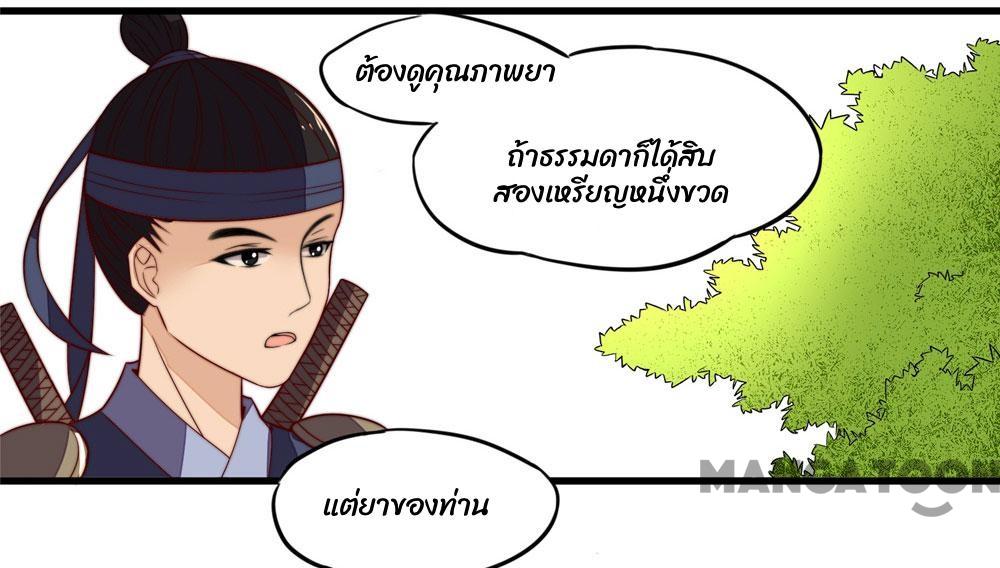 ต้องดูคุณภาพยา
ถ้าธรรมดาก็ได้สิบ
สองเหรียญหนึ่งขวด
MANGATOON
แต่ยาของท่าน